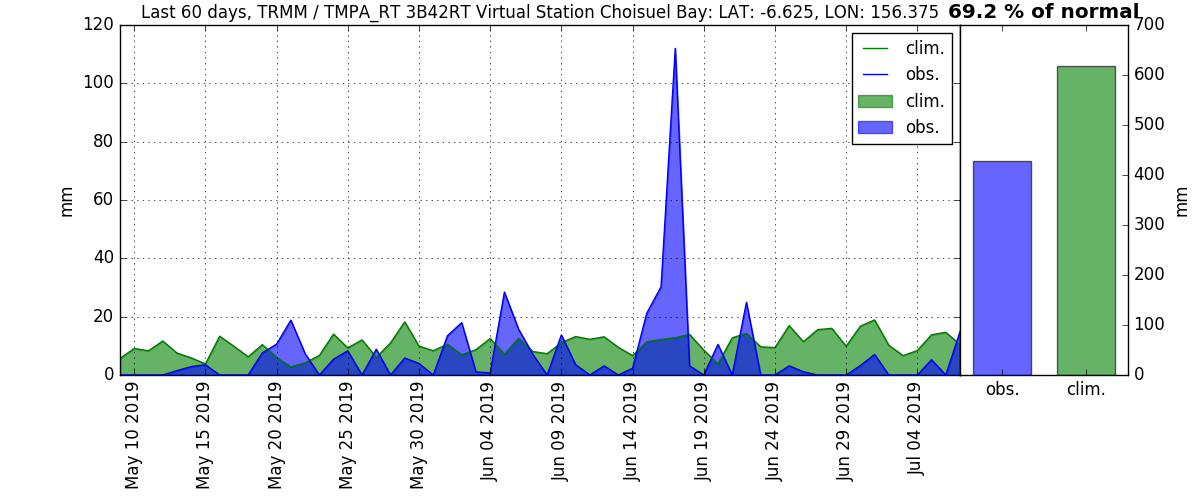 Last 60 days, TRMM / TMPA_RT 3B42RT Virtual Station Choisuel Bay: LAT: -6.625, LON: 156.375
69.2 % of normal
120
100
80
60
40
20
0
mm
clim.
obs.
clim.
obs.
May 10 2019
May 15 2019
May 20 2019
May 25 2019
May 30 2019
Jun 04 2019
Jun 09 2019
Jun 14 2019
Jun 19 2019
Jun 24 2019
Jun 29 2019
Jul 04 2019
700
600
500
400
300
200
100
0
mm
obs.
clim.